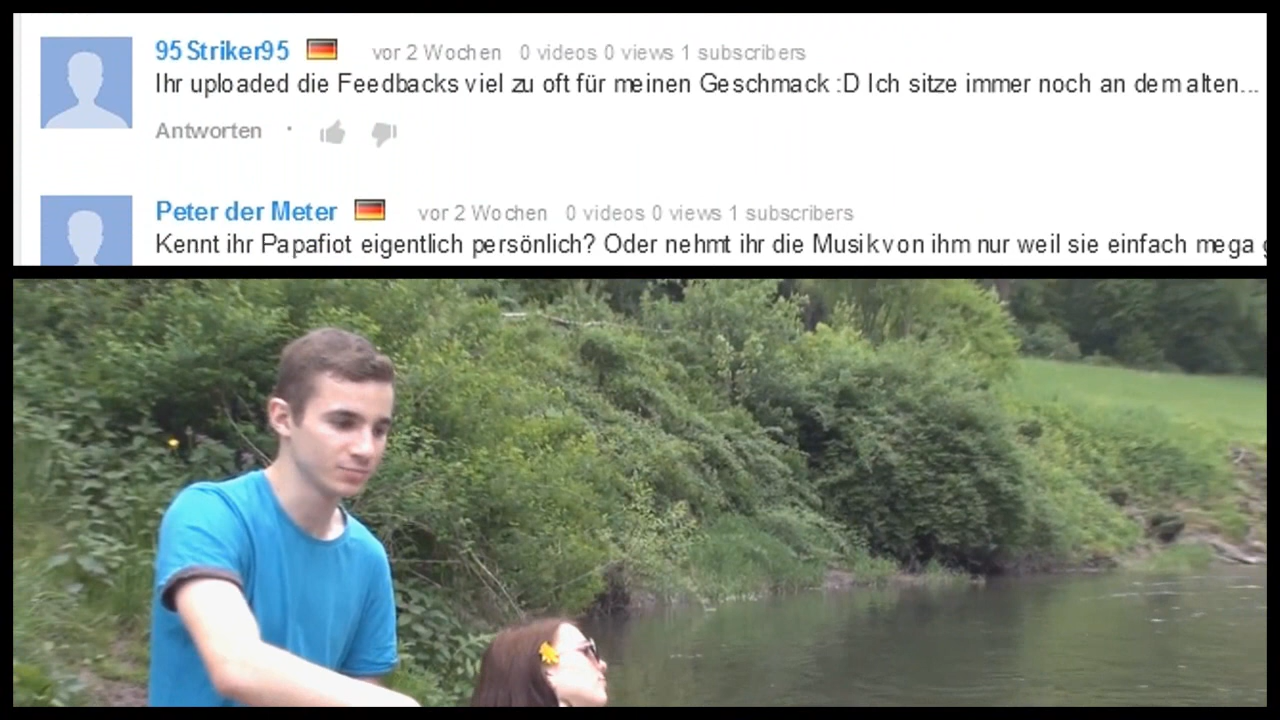 95Striker95 vor 2 Wochen 0 videos 0 views 1 subscribers
Ihr uploaded die Feedbacks viel zu oft für meinen Geschmack :D Ich sitze immer noch an dem alten...
Antworten ·
Peter der Meter vor 2 Wochen 0 videos 0 views 1 subscribers
Kennt ihr Papafiot eigentlich persönlich? Oder nehmt ihr die Musik von ihm nur weil sie einfach mega